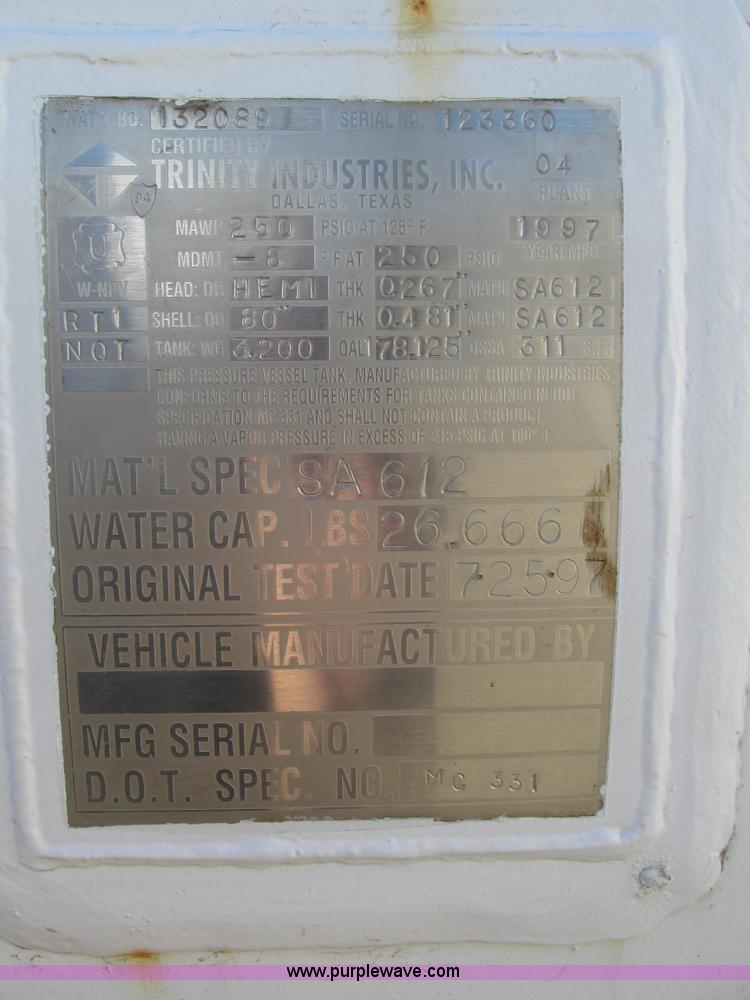 NAT'L BD. 132089 SERIAL NO. 123360
CERTIFIED BY
TRINITY INDUSTRIES, INC. 04
DALLAS, TEXAS PLANT
94
MAWP 250 PSIG AT 125° F 1997
U MDMT -8 °F AT 250 PSIG YEAR MFG
W-NPV HEAD: DR HEMI THK 0.267" MAT'L SA612
RT1 SHELL: OD 80" THK 0.481" MAT'L SA612
NQT TANK: WG 3,200 OAL 178.125" OSSA 311 S.F.
THIS PRESSURE VESSEL TANK, MANUFACTURED BY TRINITY INDUSTRIES,
CONFORMS TO THE REQUIREMENTS FOR TANKS CONTAINED IN DOT
SPECIFICATION MC 331 AND SHALL NOT CONTAIN A PRODUCT
HAVING A VAPOR PRESSURE IN EXCESS OF 215 PSIG AT 100° F.
MAT'L SPEC SA 612
WATER CAP. LBS 26,666
ORIGINAL TEST DATE 7·25·97
VEHICLE MANUFACTURED BY
MFG SERIAL NO.
D.O.T. SPEC. NO. MC 331
www.purplewave.com